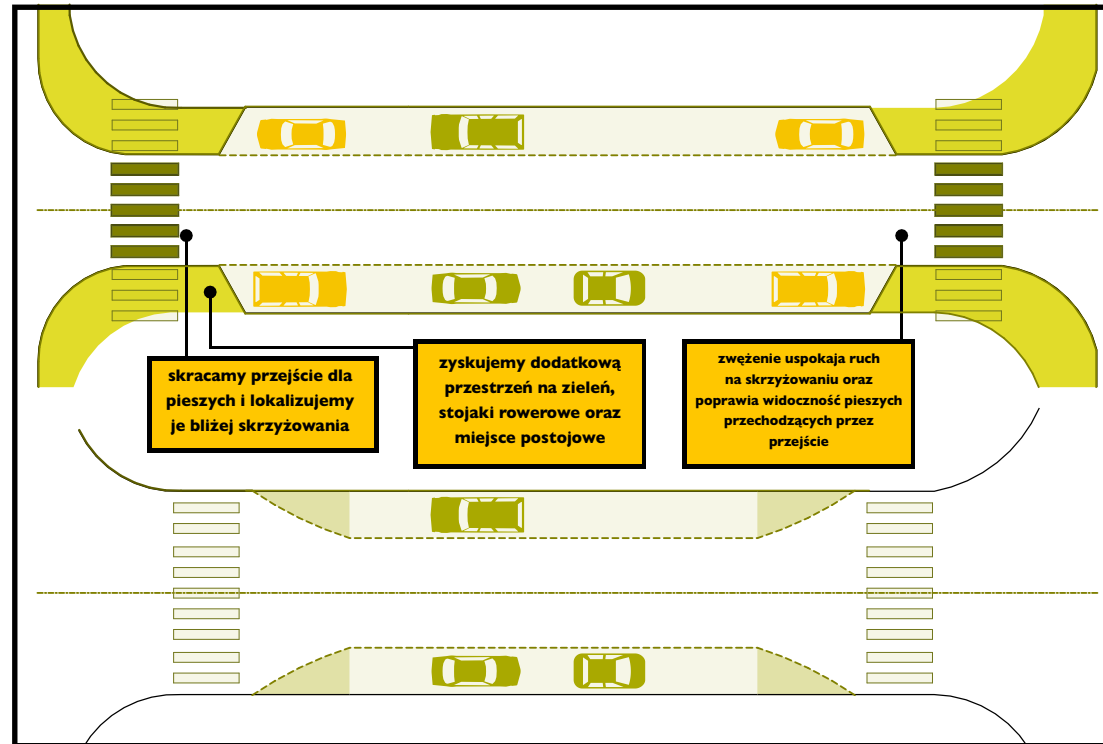 skracamy przejście dla
pieszych i lokalizujemy
je bliżej skrzyżowania
zyskujemy dodatkową
przestrzeń na zieleń,
stojaki rowerowe oraz
miejsce postojowe
zwężenie uspokaja ruch
na skrzyżowaniu oraz
poprawia widoczność pieszych
przechodzących przez
przejście